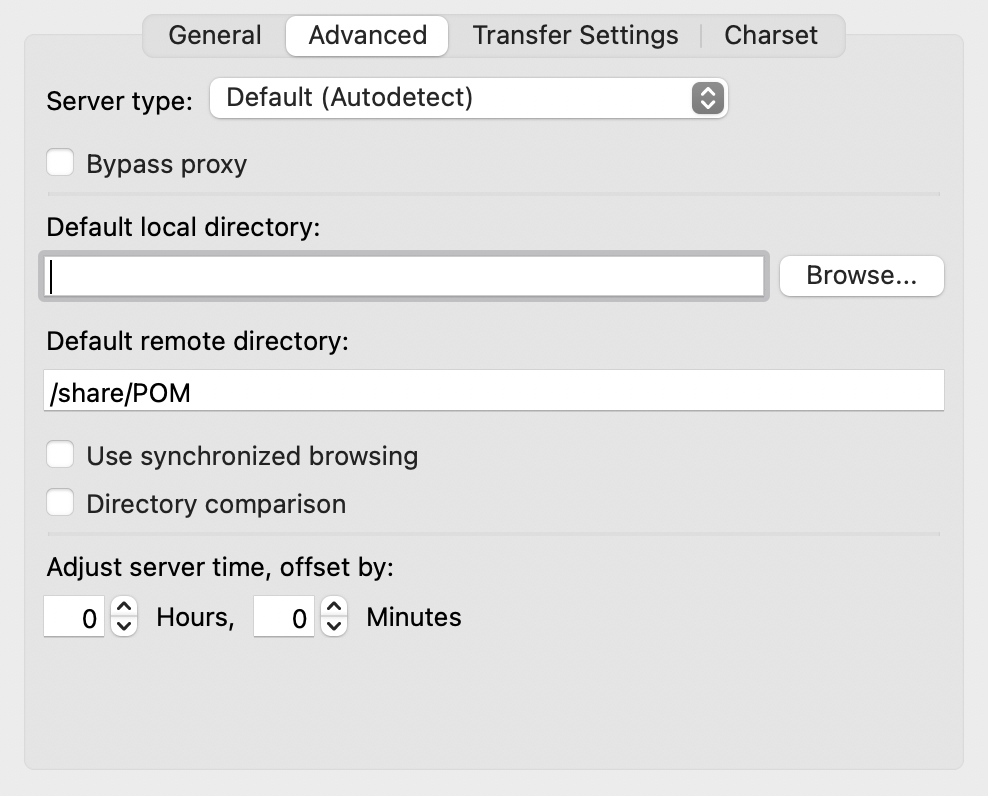 General Advanced Transfer Settings Charset
Server type: Default (Autodetect)
Bypass proxy
Default local directory:
Browse...
Default remote directory:
/share/POM
Use synchronized browsing
Directory comparison
Adjust server time, offset by:
0 Hours, 0 Minutes